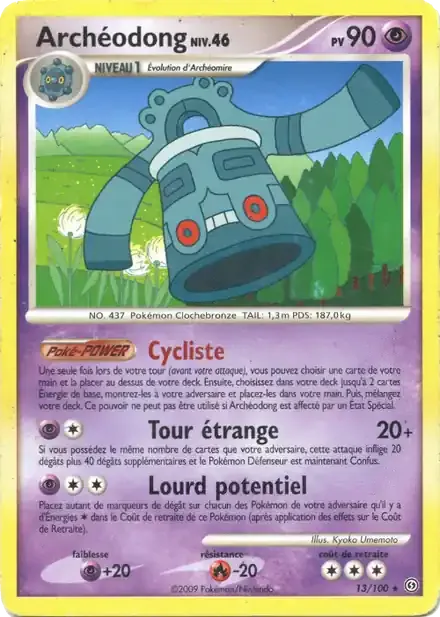 Archéodong NIV.46 PV 90
NIVEAU 1 Évolution d'Archéomire
NO. 437 Pokémon Clochebronze TAIL: 1,3m PDS: 187,0kg
Poké-POWER Cycliste
Une seule fois lors de votre tour (avant votre attaque), vous pouvez choisir une carte de votre
main et la placer au dessus de votre deck. Ensuite, choisissez dans votre deck jusqu'à 2 cartes
Énergie de base, montrez-les à votre adversaire et placez-les dans votre main. Puis, mélangez
votre deck. Ce pouvoir ne peut pas être utilisé si Archéodong est affecté par un État Spécial.
Tour étrange 20+
Si vous possédez le même nombre de cartes que votre adversaire, cette attaque inflige 20
dégâts plus 40 dégâts supplémentaires et le Pokémon Défenseur est maintenant Confus.
Lourd potentiel
Placez autant de marqueurs de dégât sur chacun des Pokémon de votre adversaire qu'il y a
d'Énergies ✶ dans le Coût de retraite de ce Pokémon (après application des effets sur le Coût
de Retraite).
Illus. Kyoko Umemoto
faiblesse résistance coût de retraite
+20 -20
©2009 Pokémon/Nintendo 13/100 ★